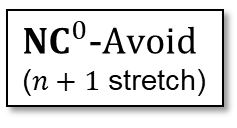 NC⁰-Avoid
(n + 1 stretch)